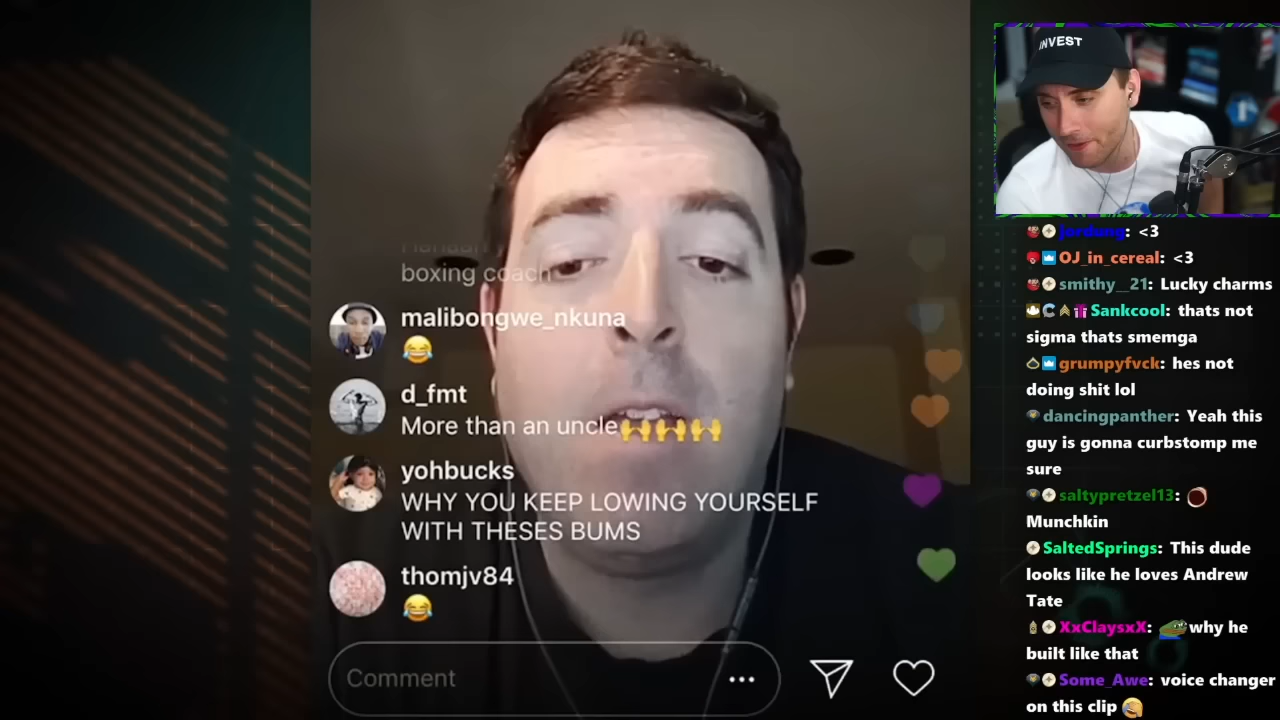 INVEST
boxing coach
malibongwe_nkuna
😂
d_fmt
More than an uncle🙌🙌🙌
yohbucks
WHY YOU KEEP LOWING YOURSELF
WITH THESES BUMS
thomjv84
😂
Comment
jordung: <3
OJ_in_cereal: <3
smithy__21: Lucky charms
Sankcool: thats not
sigma thats smemga
grumpyfvck: hes not
doing shit lol
dancingpanther: Yeah this
guy is gonna curbstomp me
sure
saltypretzel13:
Munchkin
SaltedSprings: This dude
looks like he loves Andrew
Tate
XxClaysxX: why he
built like that
Some_Awe: voice changer
on this clip